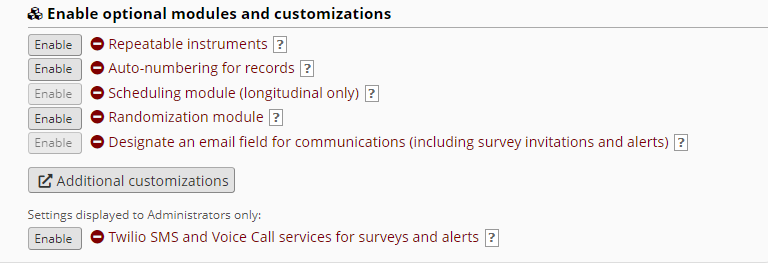 Enable optional modules and customizations
Enable Repeatable instruments ?
Enable Auto-numbering for records ?
Enable Scheduling module (longitudinal only) ?
Enable Randomization module ?
Enable Designate an email field for communications (including survey invitations and alerts) ?
Additional customizations
Settings displayed to Administrators only:
Enable Twilio SMS and Voice Call services for surveys and alerts ?